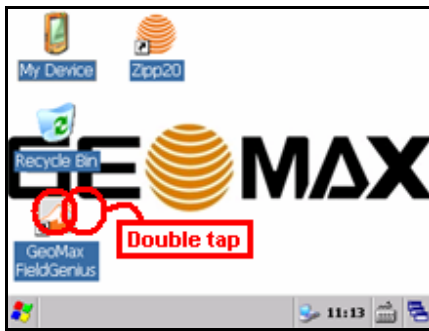 My Device
Zipp20
Recycle Bin
GEOMAX
Double tap
GeoMax
FieldGenius
11:13